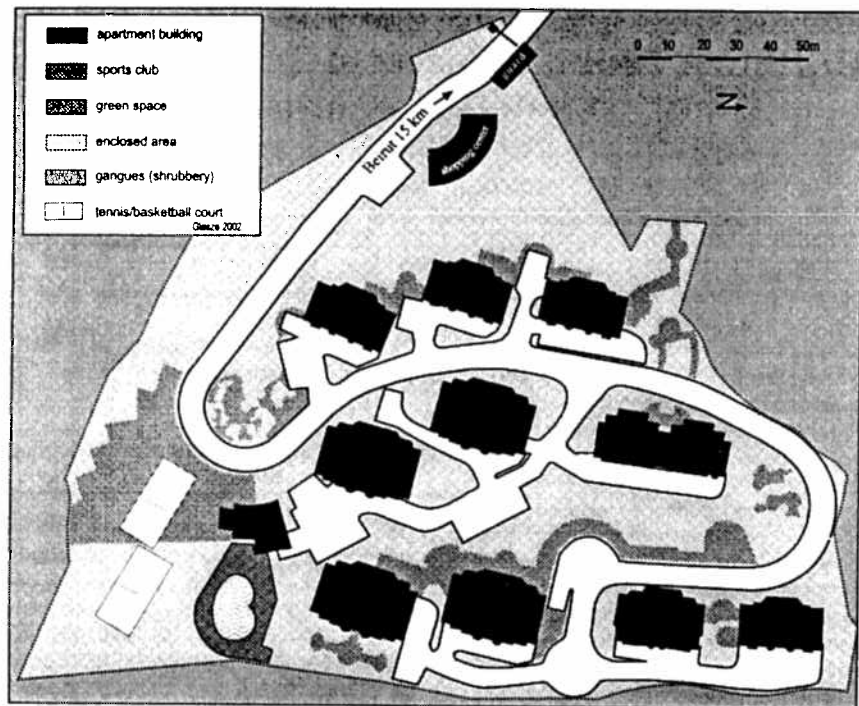 apartment building
sports club
green space
enclosed area
gangues (shrubbery)
tennis/basketball court
Glasze 2002
guard
0 10 20 30 40 50m
N
Beirut 15 km
shopping center